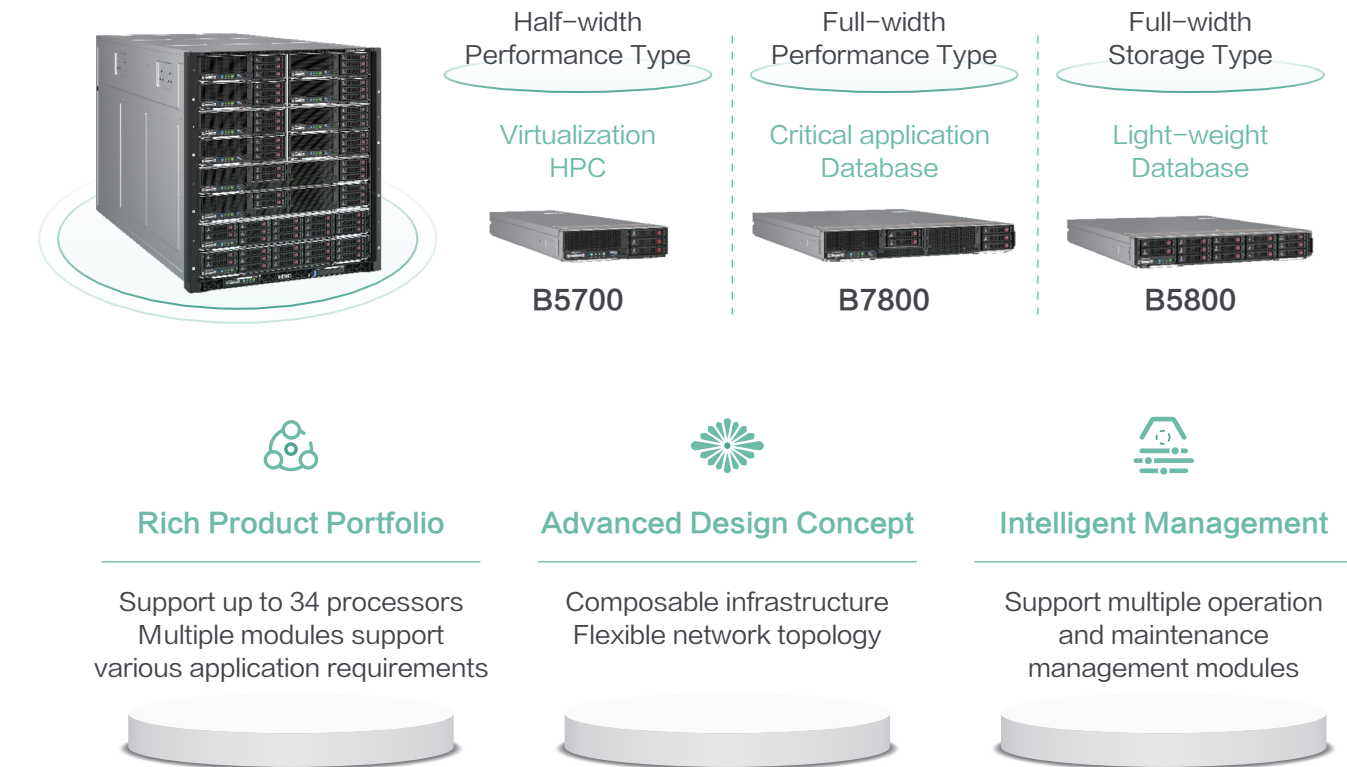 Half-width
Performance Type
Virtualization
HPC
B5700
Full-width
Performance Type
Critical application
Database
B7800
Full-width
Storage Type
Light-weight
Database
B5800
Rich Product Portfolio
Support up to 34 processors
Multiple modules support
various application requirements
Advanced Design Concept
Composable infrastructure
Flexible network topology
Intelligent Management
Support multiple operation
and maintenance
management modules